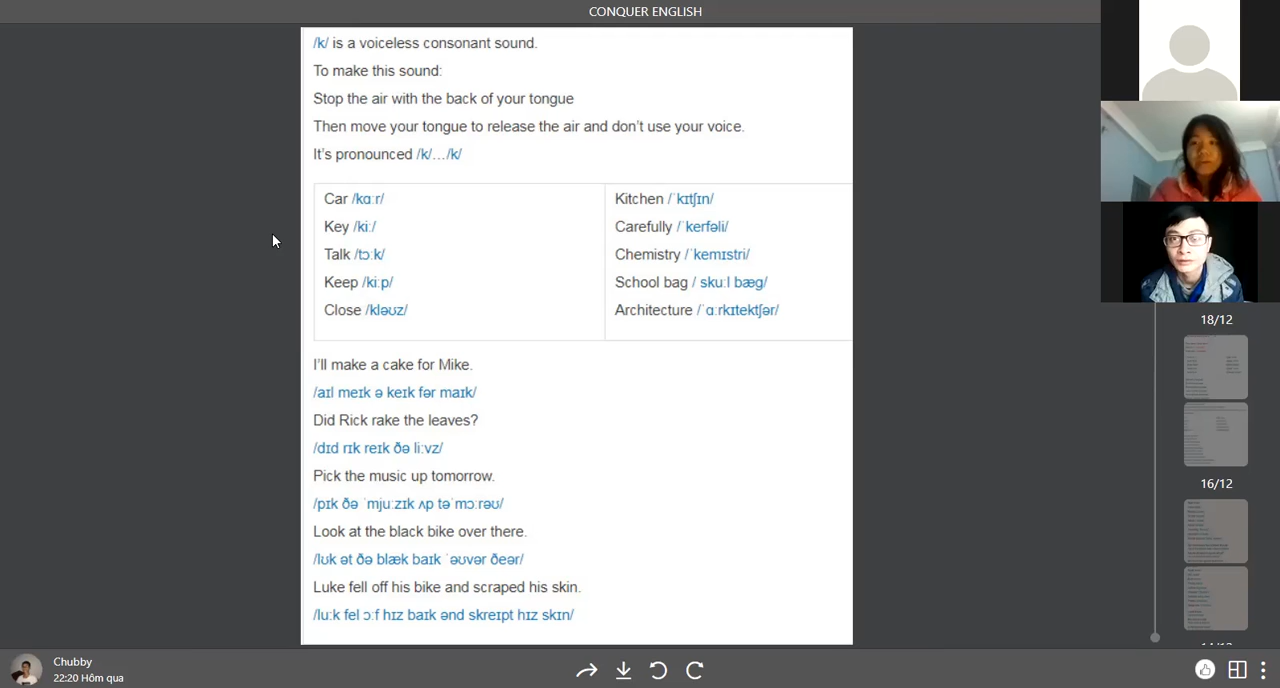 CONQUER ENGLISH
/k/ is a voiceless consonant sound.
To make this sound:
Stop the air with the back of your tongue
Then move your tongue to release the air and don't use your voice.
It's pronounced /k/…/k/
Car /kɑːr/
Key /kiː/
Talk /tɔːk/
Keep /kiːp/
Close /kləʊz/
Kitchen /ˈkɪtʃɪn/
Carefully /ˈkerfəli/
Chemistry /ˈkemɪstri/
School bag / skuːl bæg/
Architecture /ˈɑːrkɪtektʃər/
I'll make a cake for Mike.
/aɪl meɪk ə keɪk fər maɪk/
Did Rick rake the leaves?
/dɪd rɪk reɪk ðə liːvz/
Pick the music up tomorrow.
/pɪk ðə ˈmjuːzɪk ʌp təˈmɔːrəʊ/
Look at the black bike over there.
/lʊk ət ðə blæk baɪk ˈəʊvər ðeər/
Luke fell off his bike and scraped his skin.
/luːk fel ɔːf hɪz baɪk ənd skreɪpt hɪz skɪn/
18/12
16/12
Chubby
22:20 Hôm qua